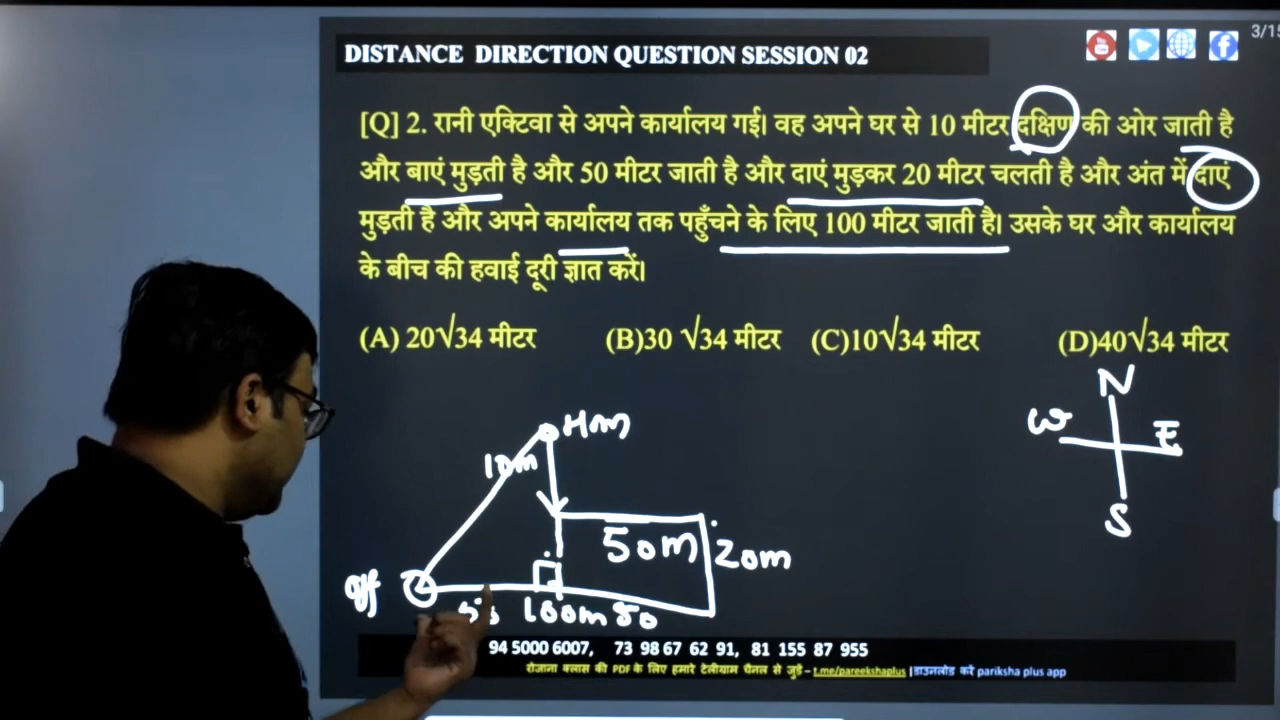 3/15
DISTANCE DIRECTION QUESTION SESSION 02
[Q] 2. रानी एक्टिवा से अपने कार्यालय गई। वह अपने घर से 10 मीटर दक्षिण की ओर जाती है
और बाएं मुड़ती है और 50 मीटर जाती है और दाएं मुड़कर 20 मीटर चलती है और अंत में दाएं
मुड़ती है और अपने कार्यालय तक पहुँचने के लिए 100 मीटर जाती है। उसके घर और कार्यालय
के बीच की हवाई दूरी ज्ञात करें।
(A) 20√34 मीटर (B)30 √34 मीटर (C)10√34 मीटर (D)40√34 मीटर
N
W E
S
10m
50m 20m
off
100m 50
94 5000 6007, 73 98 67 62 91, 81 155 87 955
रोजाना क्लास की PDF के लिए हमारे टेलीग्राम चैनल से जुड़ें – t.me/pareekshaplus |डाउनलोड करें pariksha plus app